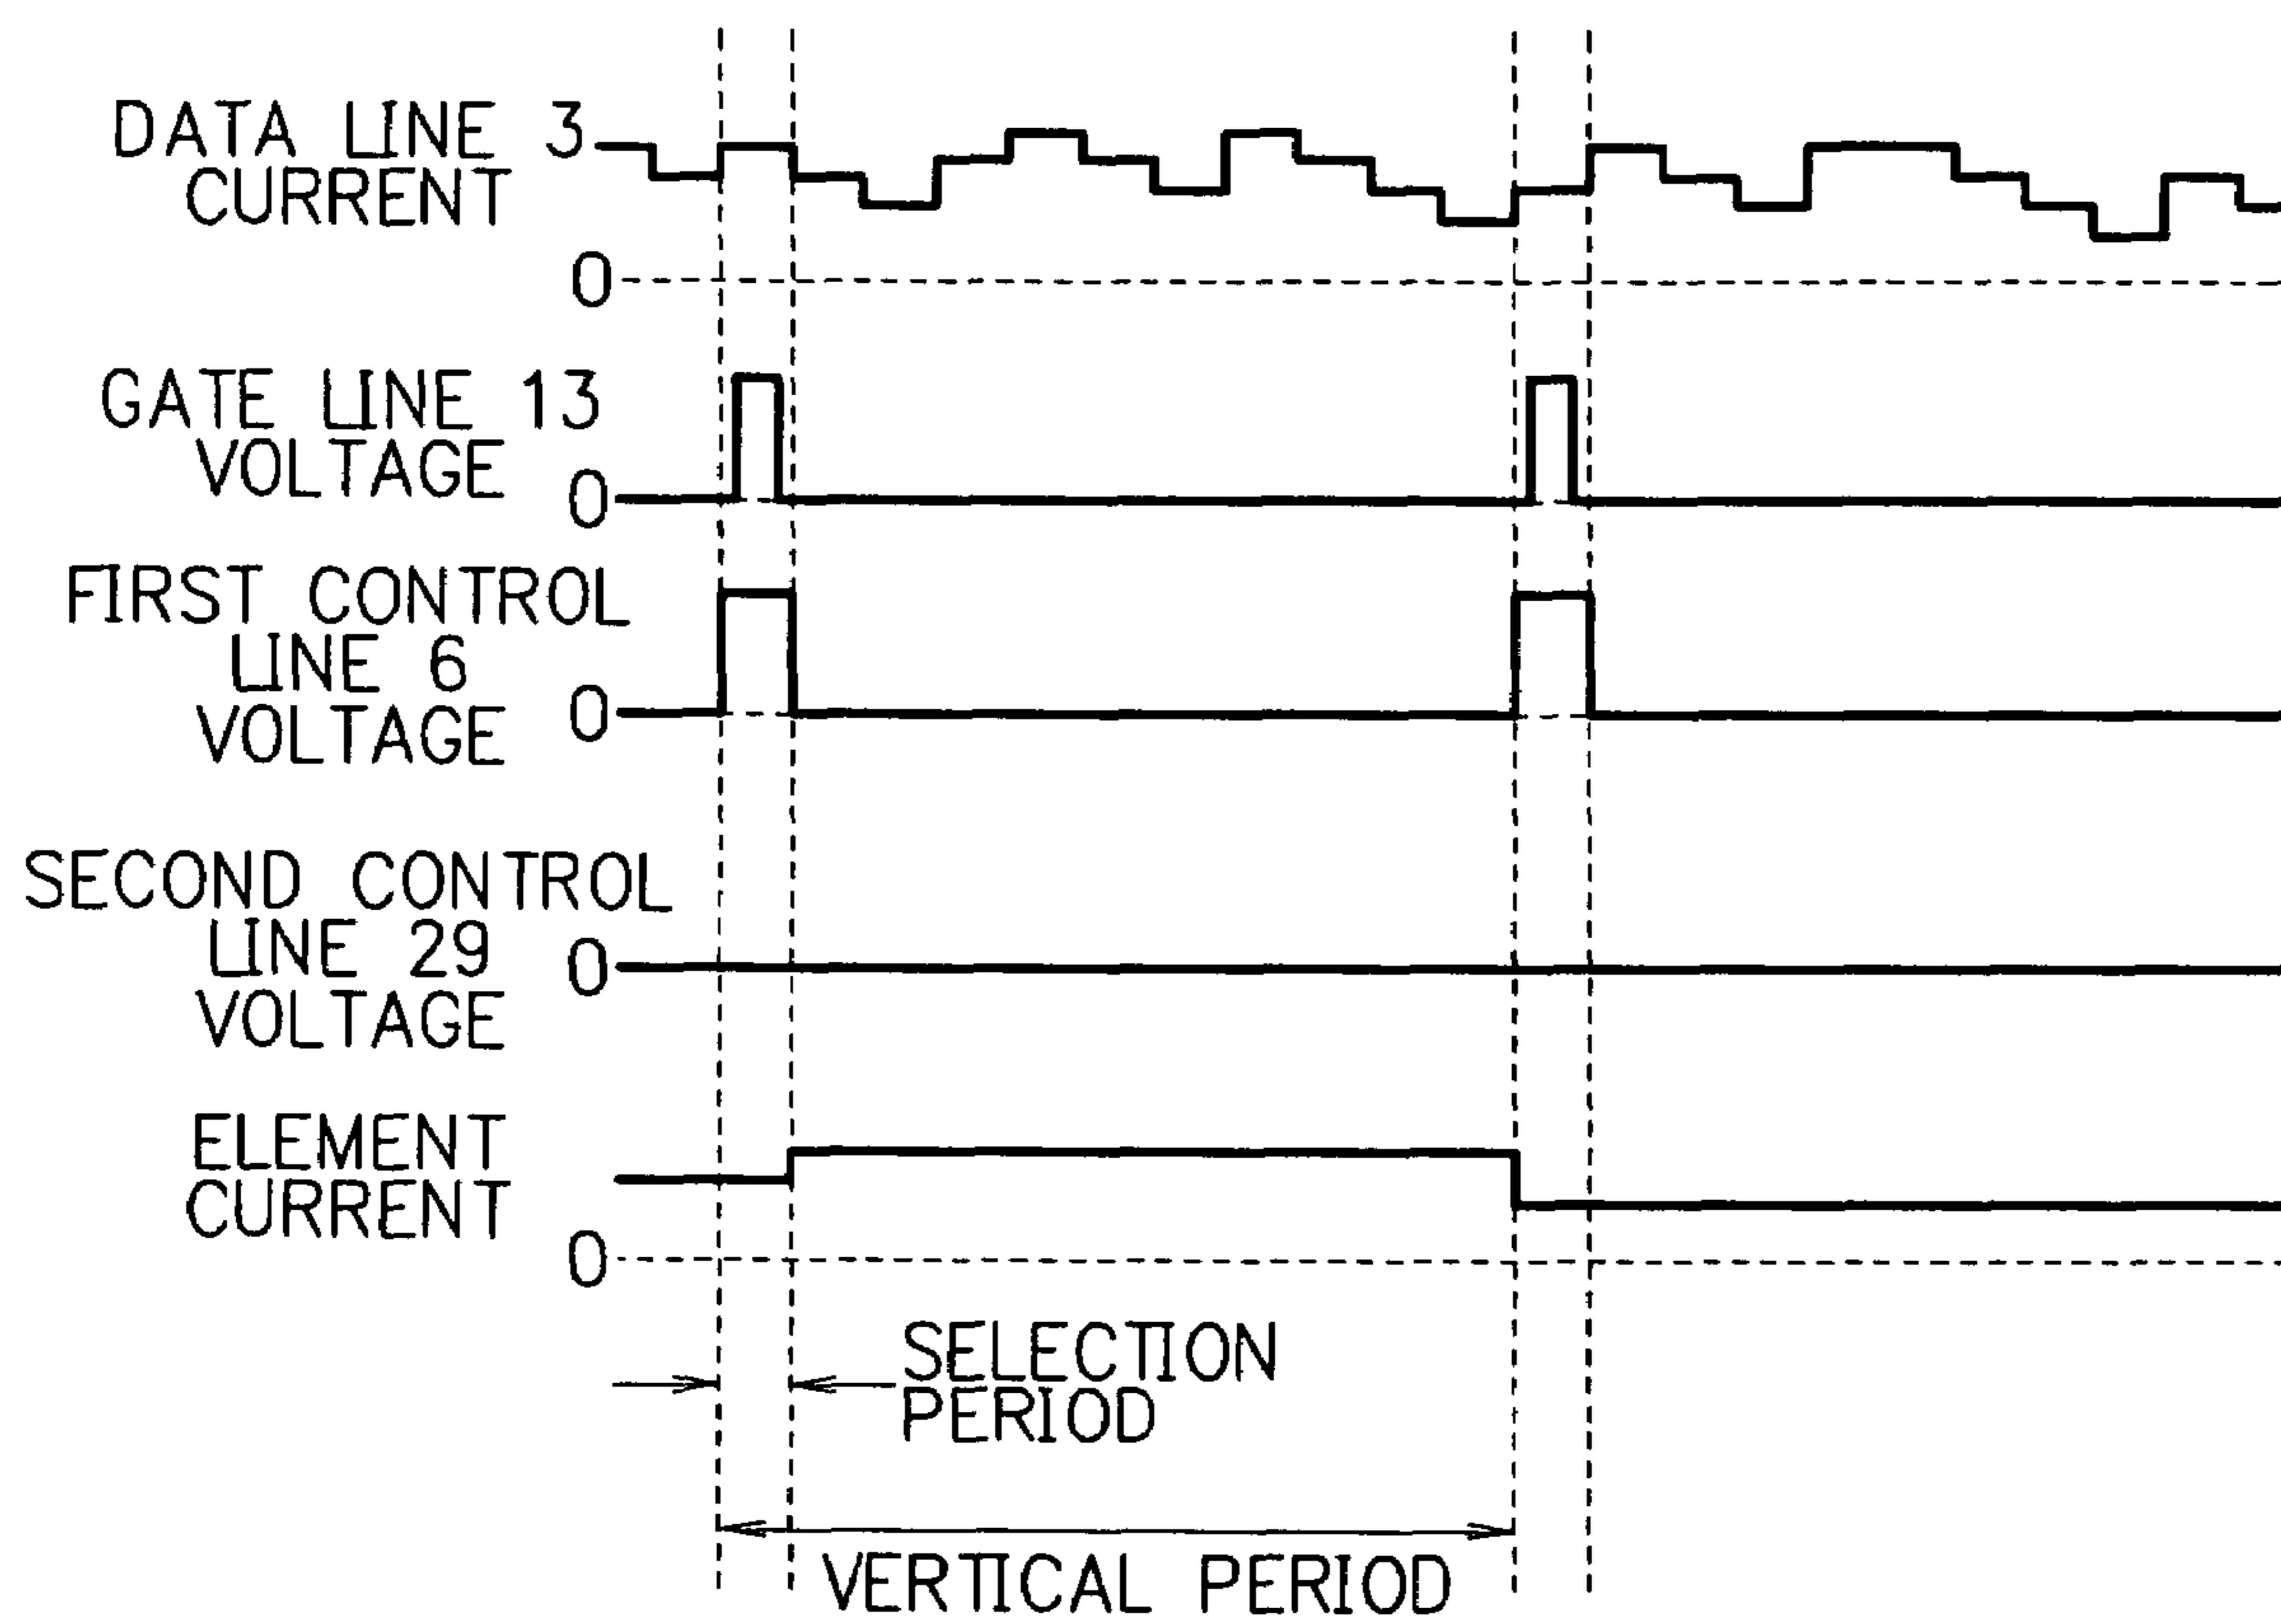 DATA LINE 3
CURRENT
0
GATE LINE 13
VOLTAGE
0
FIRST CONTROL
LINE 6
VOLTAGE
0
SECOND CONTROL
LINE 29
VOLTAGE
0
ELEMENT
CURRENT
0
SELECTION
PERIOD
VERTICAL PERIOD